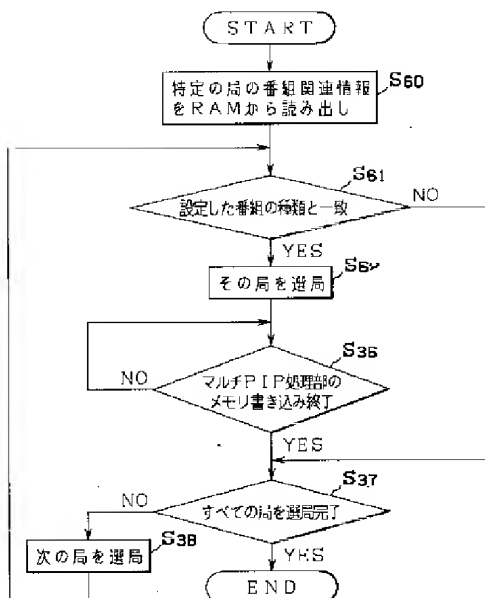 START
S60
特定の局の番組関連情報
をRAMから読み出し
S61
設定した番組の種類と一致
NO
YES
S62
その局を選局
S36
マルチPIP処理部の
メモリ書き込み終了
NO
YES
S37
すべての局を選局完了
NO
YES
S38
次の局を選局
END